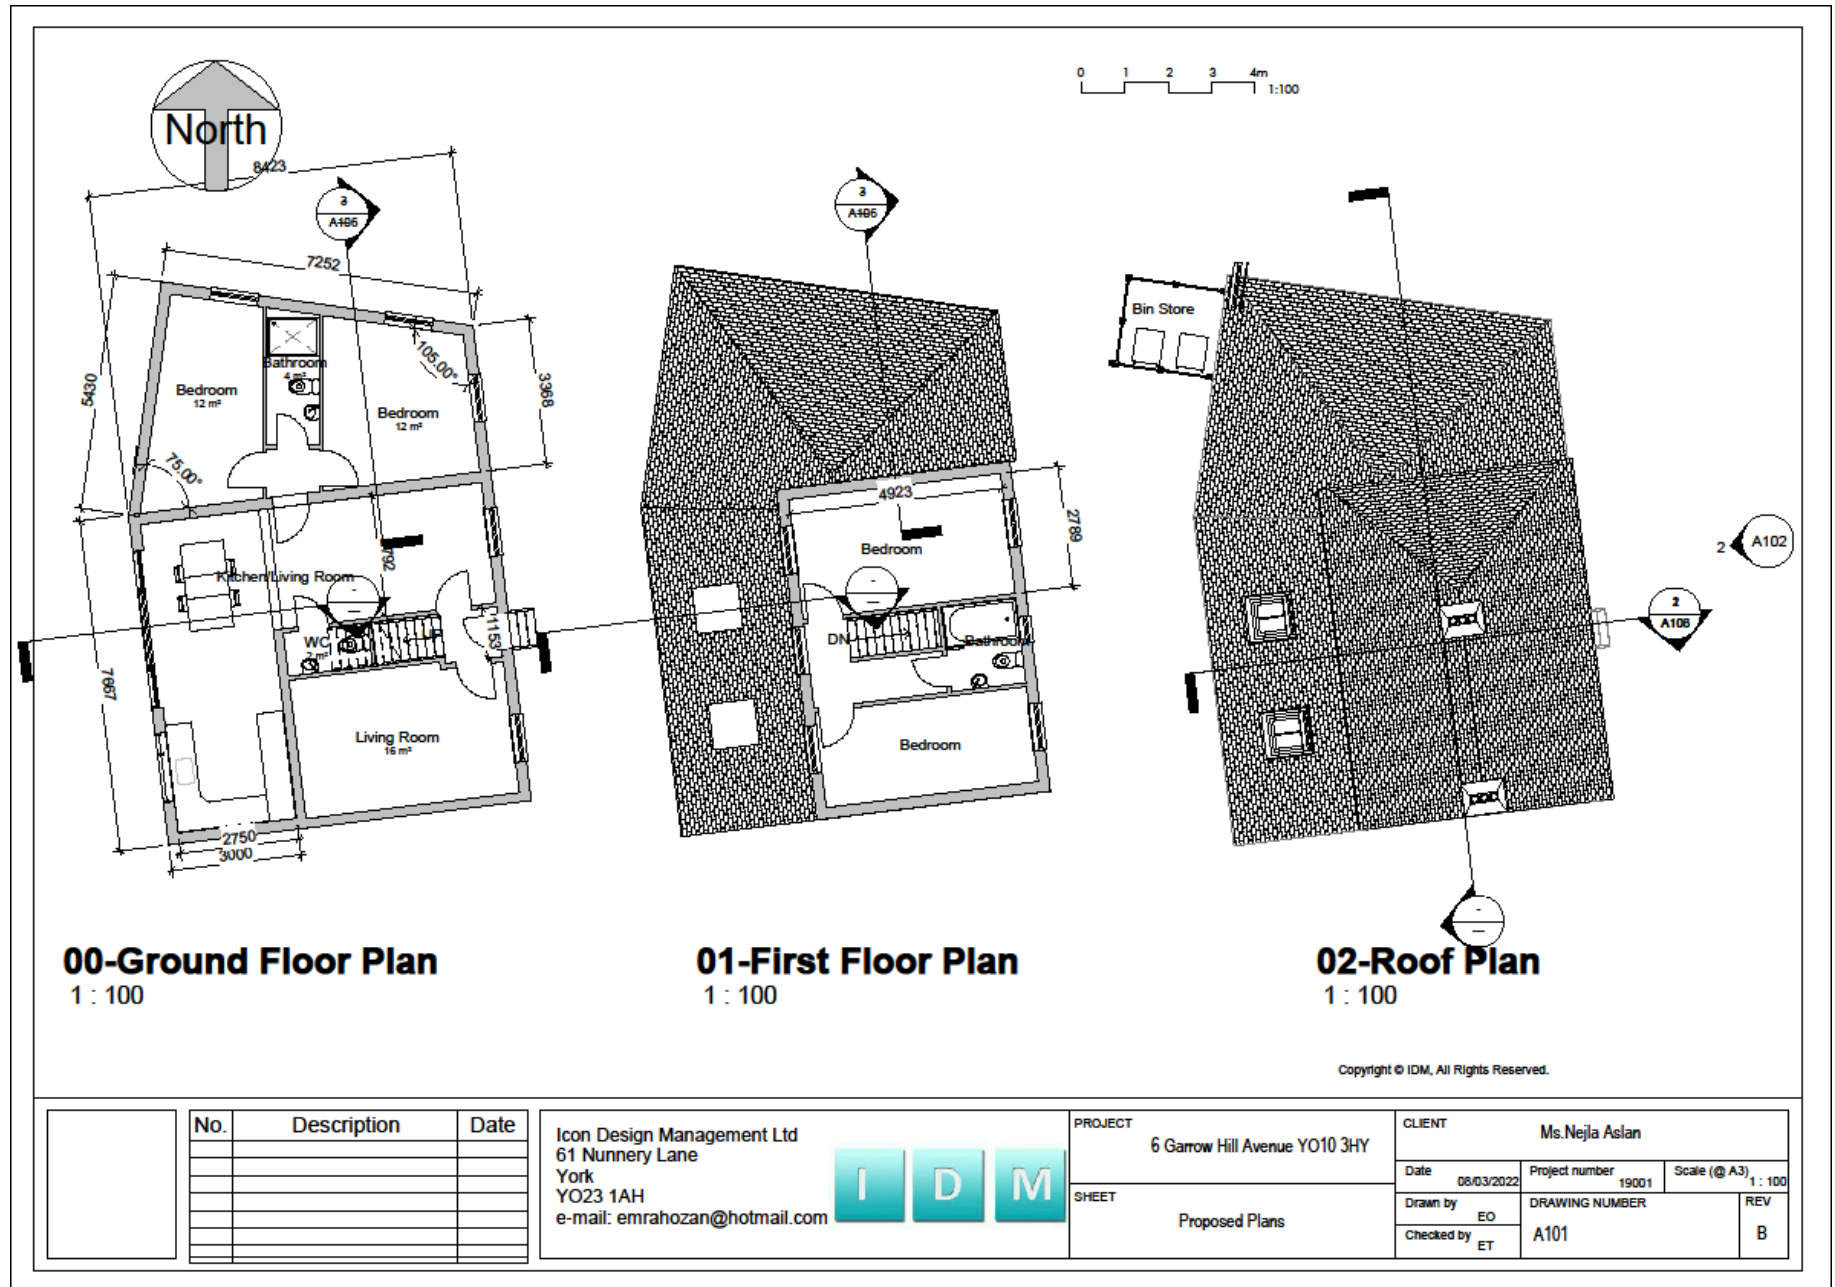 0 1 2 3 4m
1:100
North
8423
3
A106
7252
5430
105.00°
3368
Bathroom
4 m²
Bedroom
12 m²
Bedroom
12 m²
75.00°
Kitchen/Living Room
WC
2 m²
UP
1153
7667
Living Room
16 m²
2750
3000
00-Ground Floor Plan
1 : 100
3
A106
4923
2789
Bedroom
DN
Bathroom
Bedroom
01-First Floor Plan
1 : 100
Bin Store
2
A102
2
A106
02-Roof Plan
1 : 100
Copyright © IDM, All Rights Reserved.
No. Description Date
Icon Design Management Ltd
61 Nunnery Lane
York
YO23 1AH
e-mail: emrahozan@hotmail.com
I D M
PROJECT
6 Garrow Hill Avenue YO10 3HY
SHEET
Proposed Plans
CLIENT
Ms.Nejla Aslan
Date
08/03/2022
Project number
19001
Scale (@ A3)
1 : 100
Drawn by
EO
Checked by
ET
DRAWING NUMBER
A101
REV
B